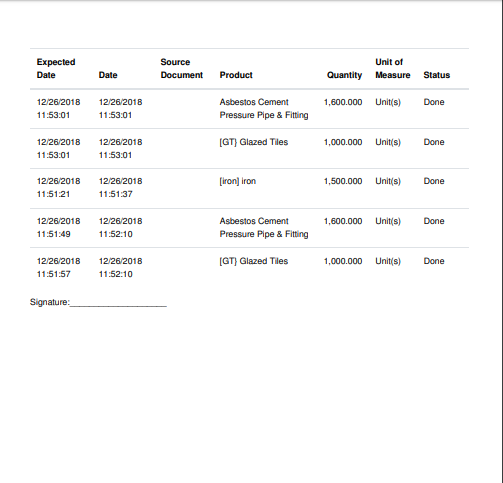 Expected Date Date Source Document Product Quantity Unit of Measure Status
12/26/2018 11:53:01 12/26/2018 11:53:01 Asbestos Cement Pressure Pipe & Fitting 1,600.000 Unit(s) Done
12/26/2018 11:53:01 12/26/2018 11:53:01 [GT} Glazed Tiles 1,000.000 Unit(s) Done
12/26/2018 11:51:21 12/26/2018 11:51:37 [iron] iron 1,500.000 Unit(s) Done
12/26/2018 11:51:49 12/26/2018 11:52:10 Asbestos Cement Pressure Pipe & Fitting 1,600.000 Unit(s) Done
12/26/2018 11:51:57 12/26/2018 11:52:10 [GT} Glazed Tiles 1,000.000 Unit(s) Done
Signature:____________________